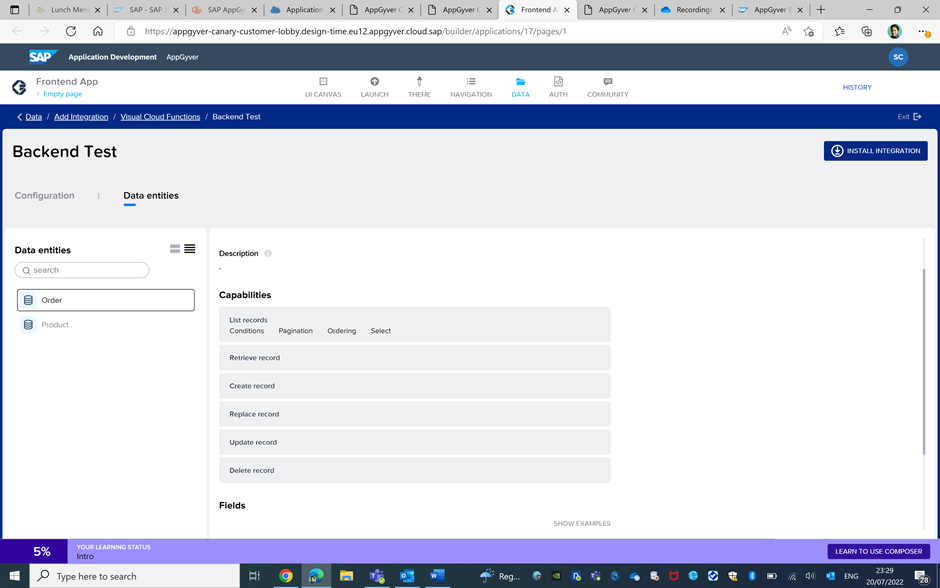 Lunch Menu
SAP - SAP
SAP AppGy
Application
AppGyver C
AppGyver C
Frontend A
AppGyver C
Recordings
AppGyver
https://appgyver-canary-customer-lobby.design-time.eu12.appgyver.cloud.sap/builder/applications/17/pages/1
SAP Application Development AppGyver SC
Frontend App
Empty page
UI CANVAS LAUNCH THEME NAVIGATION DATA AUTH COMMUNITY HISTORY
Data / Add Integration / Visual Cloud Functions / Backend Test Exit
Backend Test
INSTALL INTEGRATION
Configuration Data entities
Data entities
search
Order
Product
Description
-
Capabilities
List records
Conditions Pagination Ordering Select
Retrieve record
Create record
Replace record
Update record
Delete record
Fields
SHOW EXAMPLES
5% YOUR LEARNING STATUS
Intro
LEARN TO USE COMPOSER
Type here to search
Reg...
ENG
23:29
20/07/2022
28